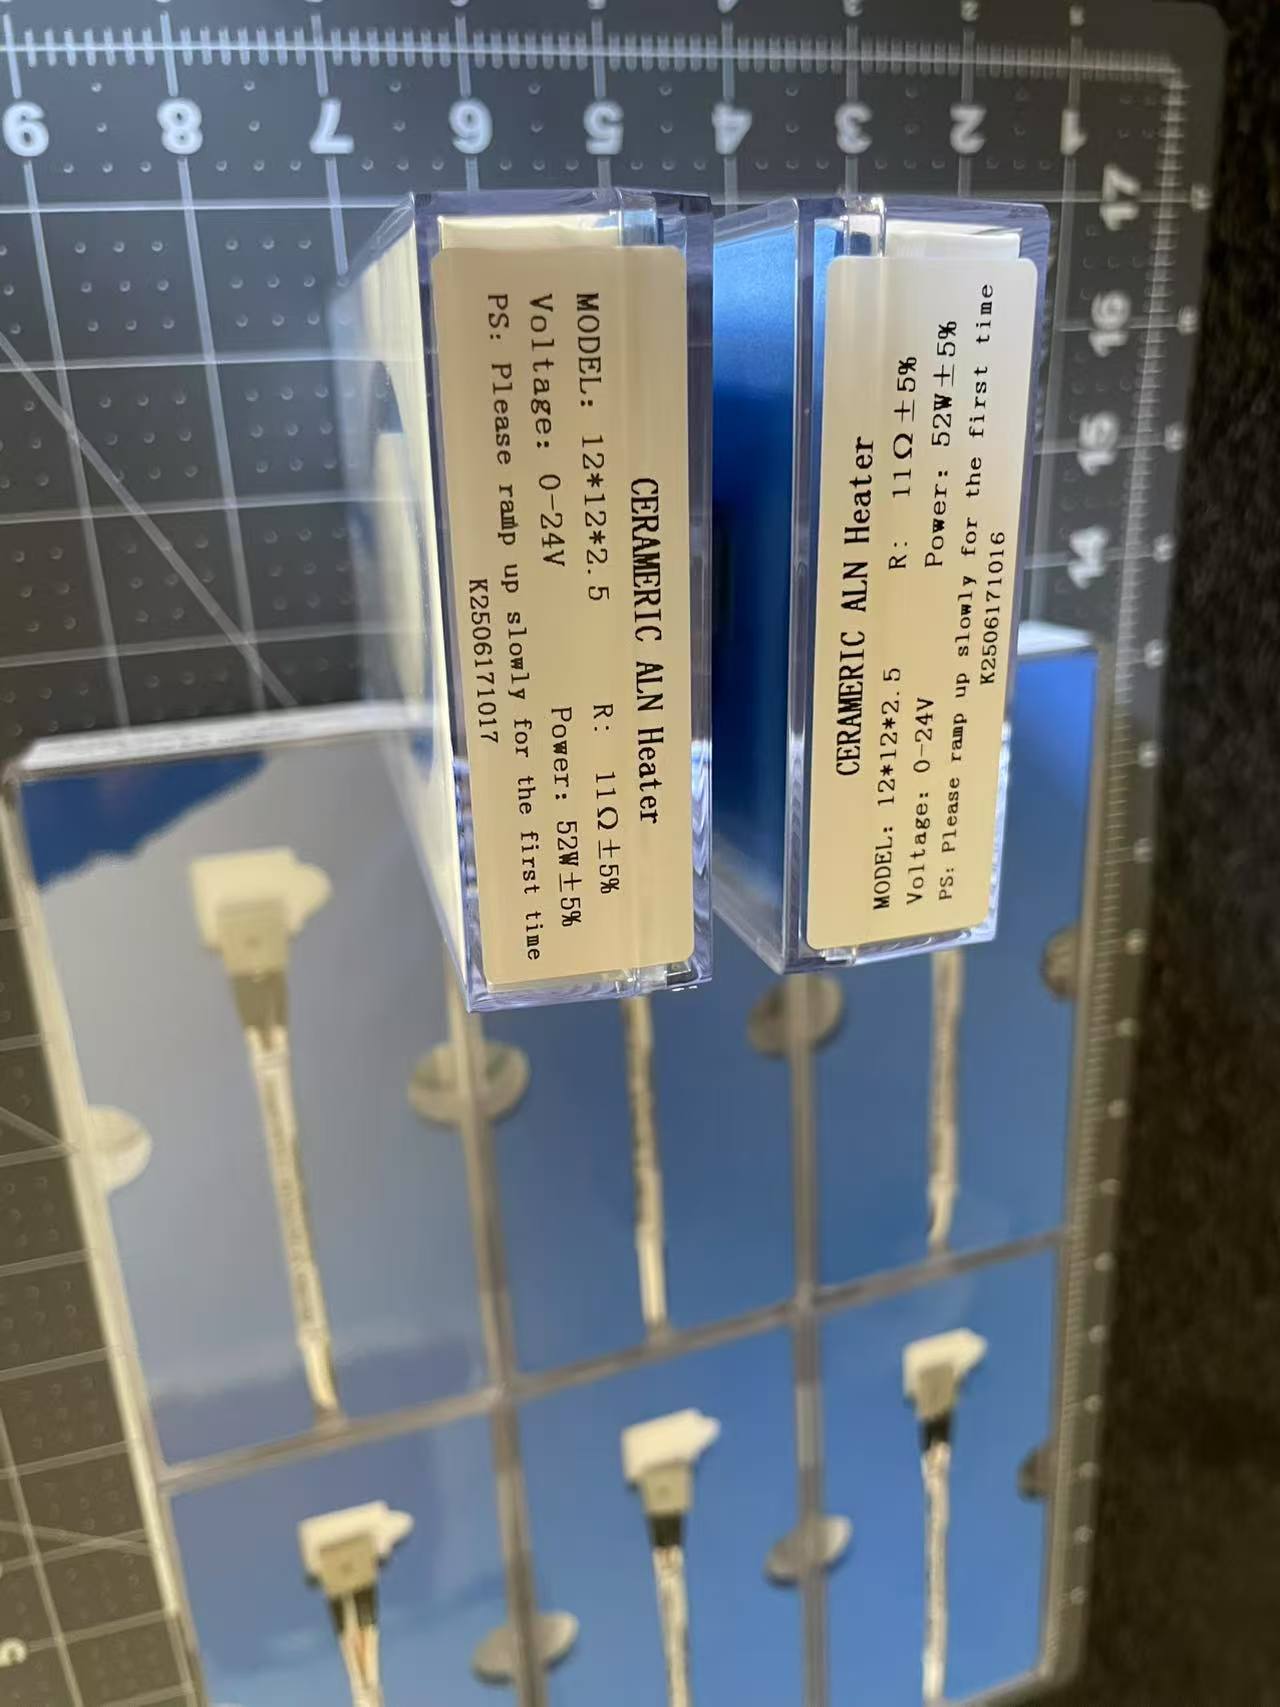 9 8 7 6 5 4 3 2 1
17
16
15
14
CERAMERIC ALN Heater
MODEL: 12*12*2.5 R: 11Ω±5%
Voltage: 0-24V Power: 52W±5%
PS: Please ramp up slowly for the first time
K2506171017
CERAMERIC ALN Heater
MODEL: 12*12*2.5 R: 11Ω±5%
Voltage: 0-24V Power: 52W±5%
PS: Please ramp up slowly for the first time
K2506171016